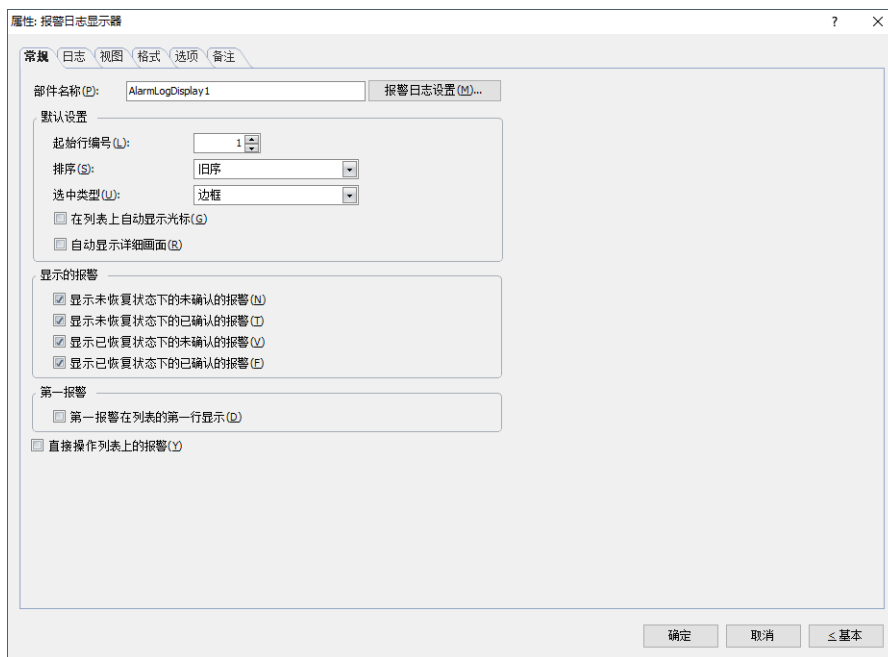 属性: 报警日志显示器 ?
常规 日志 视图 格式 选项 备注
部件名称(P): AlarmLogDisplay1 报警日志设置(M)...
默认设置
起始行编号(L): 1
排序(S): 旧序
选中类型(U): 边框
在列表上自动显示光标(G)
自动显示详细画面(R)
显示的报警
显示未恢复状态下的未确认的报警(N)
显示未恢复状态下的已确认的报警(T)
显示已恢复状态下的未确认的报警(V)
显示已恢复状态下的已确认的报警(F)
第一报警
第一报警在列表的第一行显示(D)
直接操作列表上的报警(Y)
确定 取消 <基本